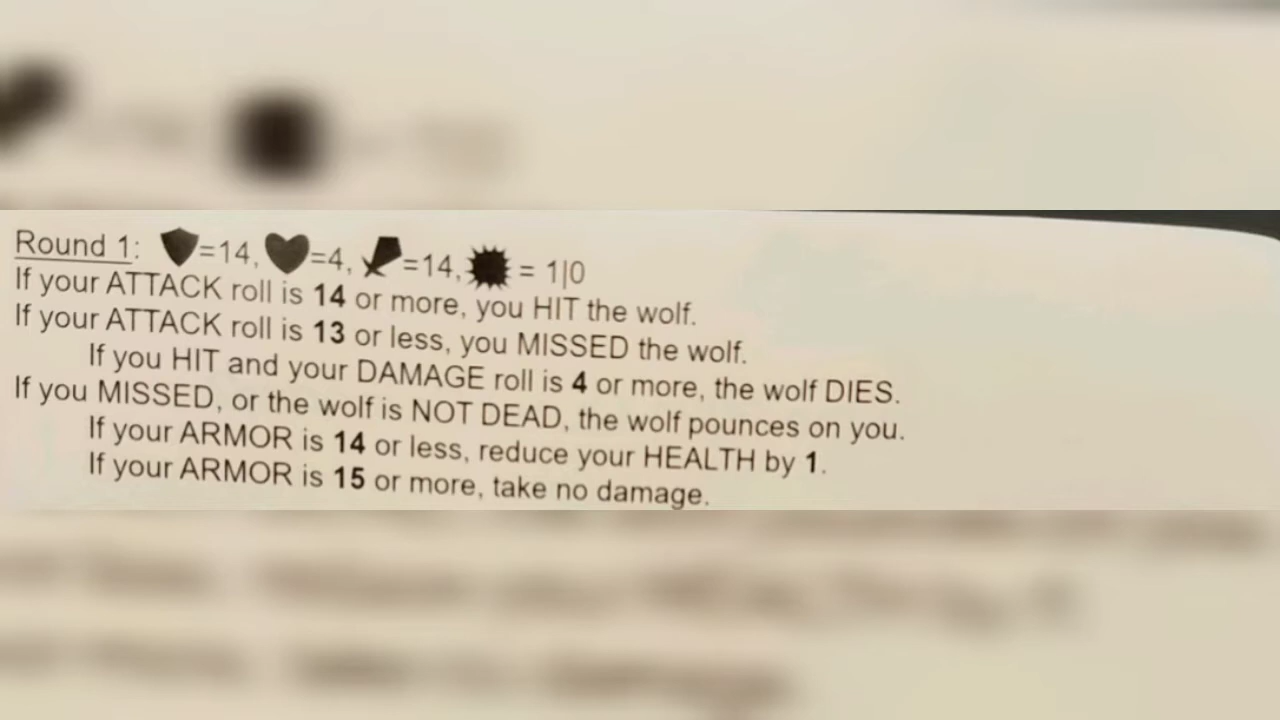 Round 1: =14, =4, =14, = 1|0
If your ATTACK roll is 14 or more, you HIT the wolf.
If your ATTACK roll is 13 or less, you MISSED the wolf.
If you HIT and your DAMAGE roll is 4 or more, the wolf DIES.
If you MISSED, or the wolf is NOT DEAD, the wolf pounces on you.
If your ARMOR is 14 or less, reduce your HEALTH by 1.
If your ARMOR is 15 or more, take no damage.